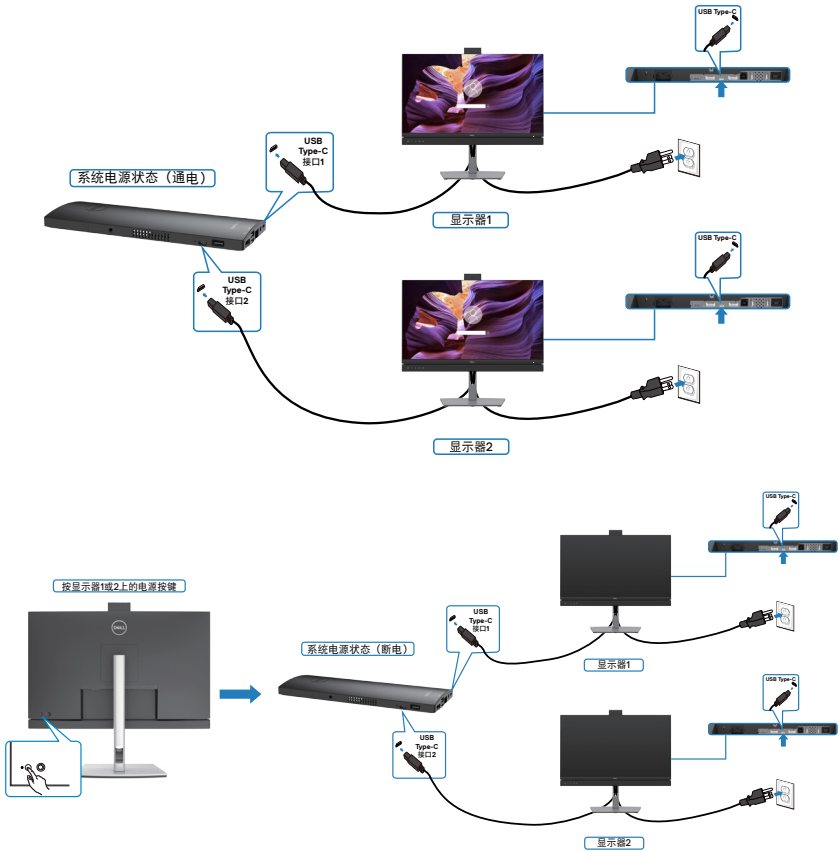 USB Type-C
USB
Type-C
接口1
系统电源状态（通电）
显示器1
USB Type-C
USB
Type-C
接口2
显示器2
USB Type-C
按显示器1或2上的电源按键
DELL
USB
Type-C
接口1
系统电源状态（断电）
显示器1
USB Type-C
USB
Type-C
接口2
显示器2